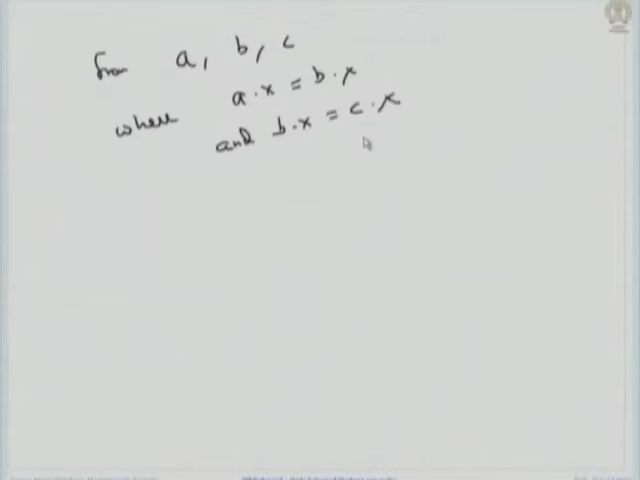 from a, b, c
where a.x = b.x
and b.x = c.x